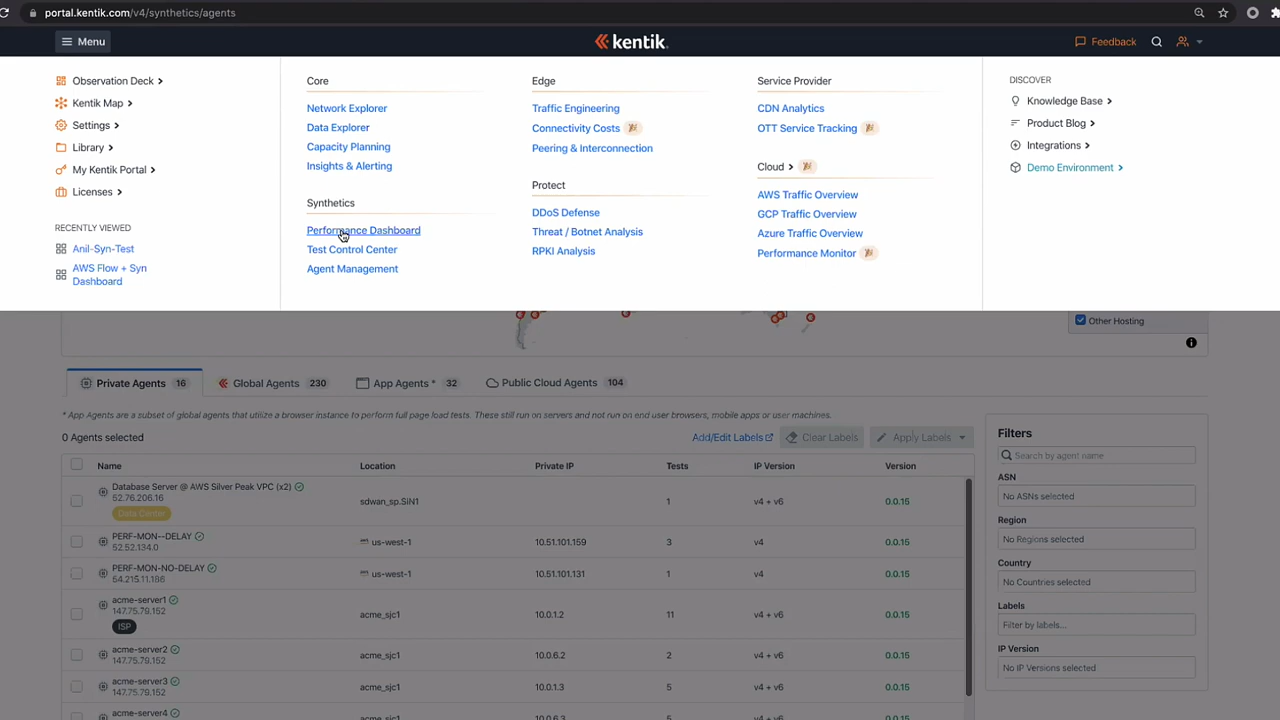 portal.kentik.com/v4/synthetics/agents
Menu
kentik
Feedback
Observation Deck
Kentik Map
Settings
Library
My Kentik Portal
Licenses
RECENTLY VIEWED
Anil-Syn-Test
AWS Flow + Syn
Dashboard
Core
Network Explorer
Data Explorer
Capacity Planning
Insights & Alerting
Synthetics
Performance Dashboard
Test Control Center
Agent Management
Edge
Traffic Engineering
Connectivity Costs
Peering & Interconnection
Protect
DDoS Defense
Threat / Botnet Analysis
RPKI Analysis
Service Provider
CDN Analytics
OTT Service Tracking
Cloud
AWS Traffic Overview
GCP Traffic Overview
Azure Traffic Overview
Performance Monitor
DISCOVER
Knowledge Base
Product Blog
Integrations
Demo Environment
Other Hosting
Private Agents 16 Global Agents 230 App Agents * 32 Public Cloud Agents 104
* App Agents are a subset of global agents that utilize a browser instance to perform full page load tests. These still run on servers and not run on end user browsers, mobile apps or user machines.
0 Agents selected Add/Edit Labels Clear Labels Apply Labels
Name Location Private IP Tests IP Version Version
Database Server @ AWS Silver Peak VPC (x2)
52.76.206.16 sdwan_sp.SIN1 1 v4 + v6 0.0.15
Data Center
PERF-MON--DELAY
52.52.134.0 us-west-1 10.51.101.159 3 v4 0.0.15
PERF-MON-NO-DELAY
54.215.11.186 us-west-1 10.51.101.131 1 v4 0.0.15
acme-server1
147.75.79.152 acme_sjc1 10.0.1.2 11 v4 + v6 0.0.15
ISP
acme-server2
147.75.79.152 acme_sjc1 10.0.6.2 2 v4 + v6 0.0.15
acme-server3
147.75.79.152 acme_sjc1 10.0.1.3 5 v4 + v6 0.0.15
acme-server4
acme_sjc1 10.0.6.3 5 v4 + v6 0.0.15
Filters
Search by agent name
ASN
No ASNs selected
Region
No Regions selected
Country
No Countries selected
Labels
Filter by labels...
IP Version
No IP Versions selected